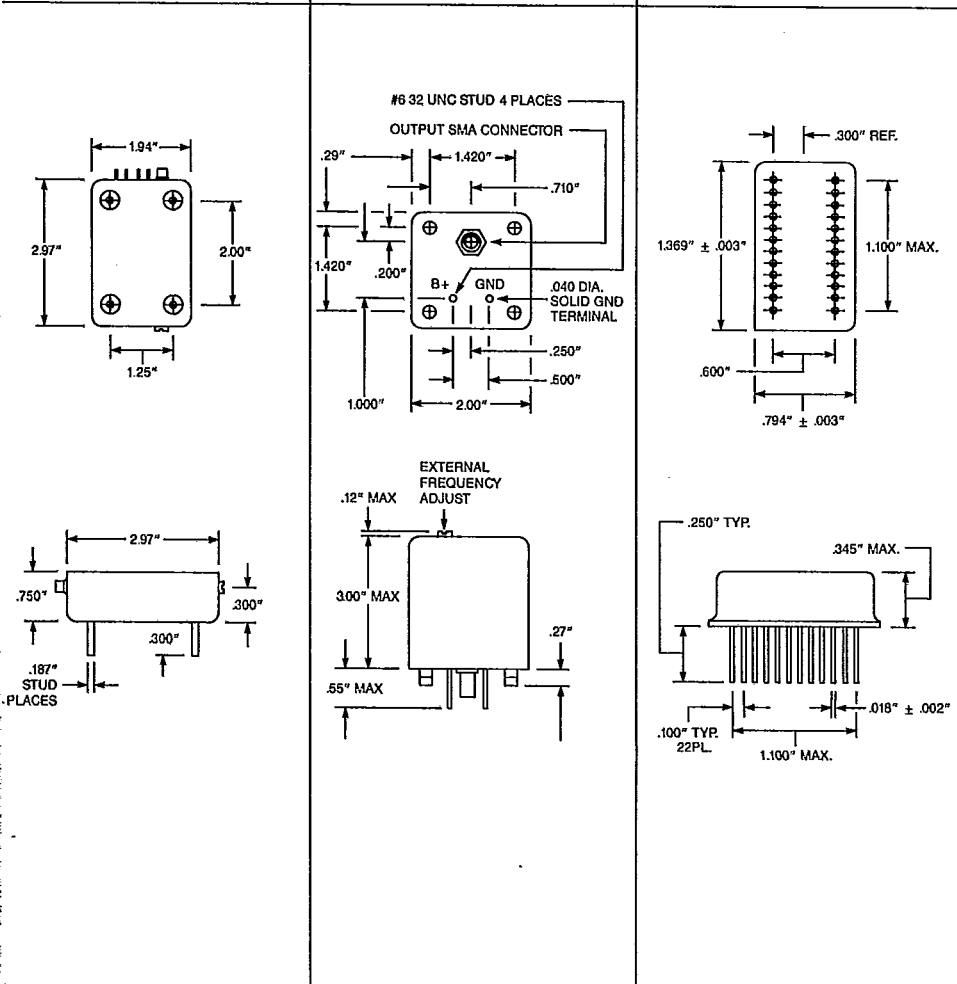 1.94"
2.97"
2.00"
1.25"
2.97"
.750"
.300"
.300"
.187"
STUD
PLACES
#6 32 UNC STUD 4 PLACES
OUTPUT SMA CONNECTOR
.29"
1.420"
.710"
1.420"
.200"
B+
GND
.040 DIA.
SOLID GND
TERMINAL
.250"
.500"
1.000"
2.00"
EXTERNAL
FREQUENCY
ADJUST
.12" MAX
3.00" MAX
.27"
.55" MAX
.300" REF.
1.369" ± .003"
1.100" MAX.
.600"
.794" ± .003"
.250" TYP.
.345" MAX.
.018" ± .002"
.100" TYP.
22PL.
1.100" MAX.